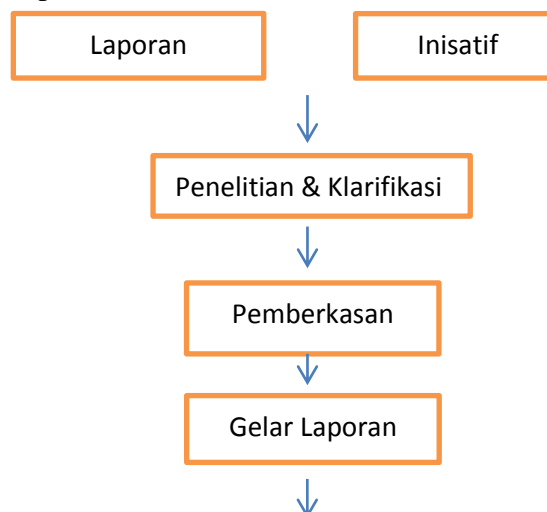 Laporan
Inisatif
Penelitian & Klarifikasi
Pemberkasan
Gelar Laporan